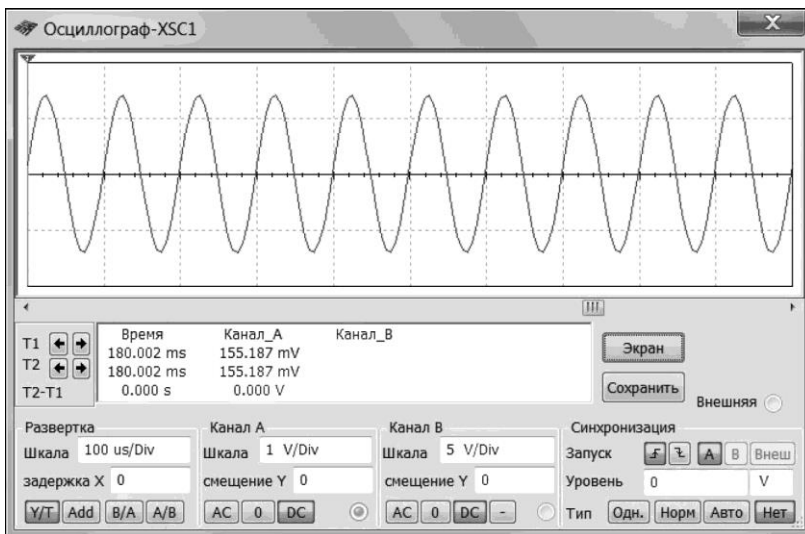 Осциллограф-XSC1
X
Время Канал_A Канал_B
T1 180.002 ms 155.187 mV
T2 180.002 ms 155.187 mV
T2-T1 0.000 s 0.000 V
Экран
Сохранить
Внешняя
Развертка
Шкала 100 us/Div
задержка X 0
Y/T Add B/A A/B
Канал A
Шкала 1 V/Div
смещение Y 0
AC 0 DC
Канал B
Шкала 5 V/Div
смещение Y 0
AC 0 DC -
Синхронизация
Запуск A B Внеш
Уровень 0 V
Тип Одн. Норм Авто Нет